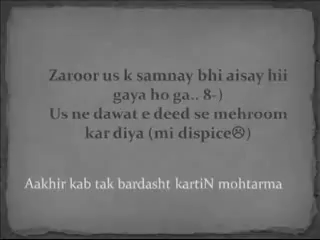 Zaroor us k samnay bhi aisay hii
gaya ho ga.. 8-)
Us ne dawat e deed se mehroom
kar diya (mi dispice☹)
Aakhir kab tak bardasht kartiN mohtarma